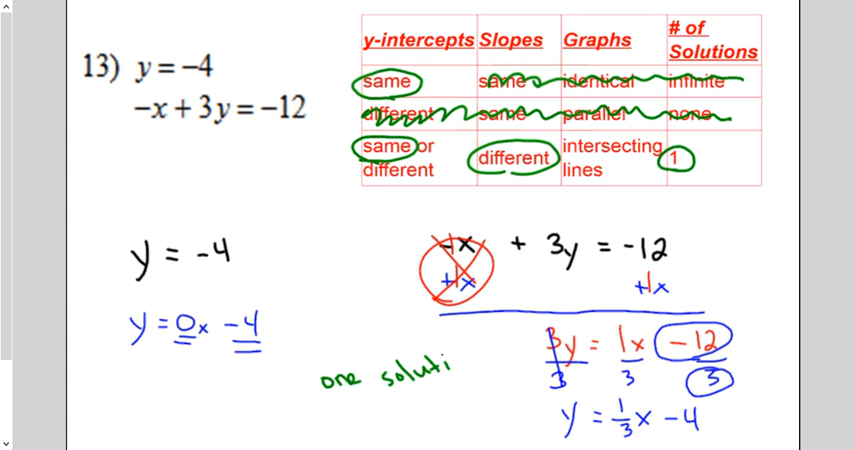 13) y = -4
-x + 3y = -12
y-intercepts Slopes Graphs # of Solutions
same same identical infinite
different same parallel none
same or different different intersecting lines 1
y = -4
y = 0x -4
-1x + 3y = -12
+1x +1x
3y = 1x -12
3 3 3
y = 1/3x - 4
one soluti